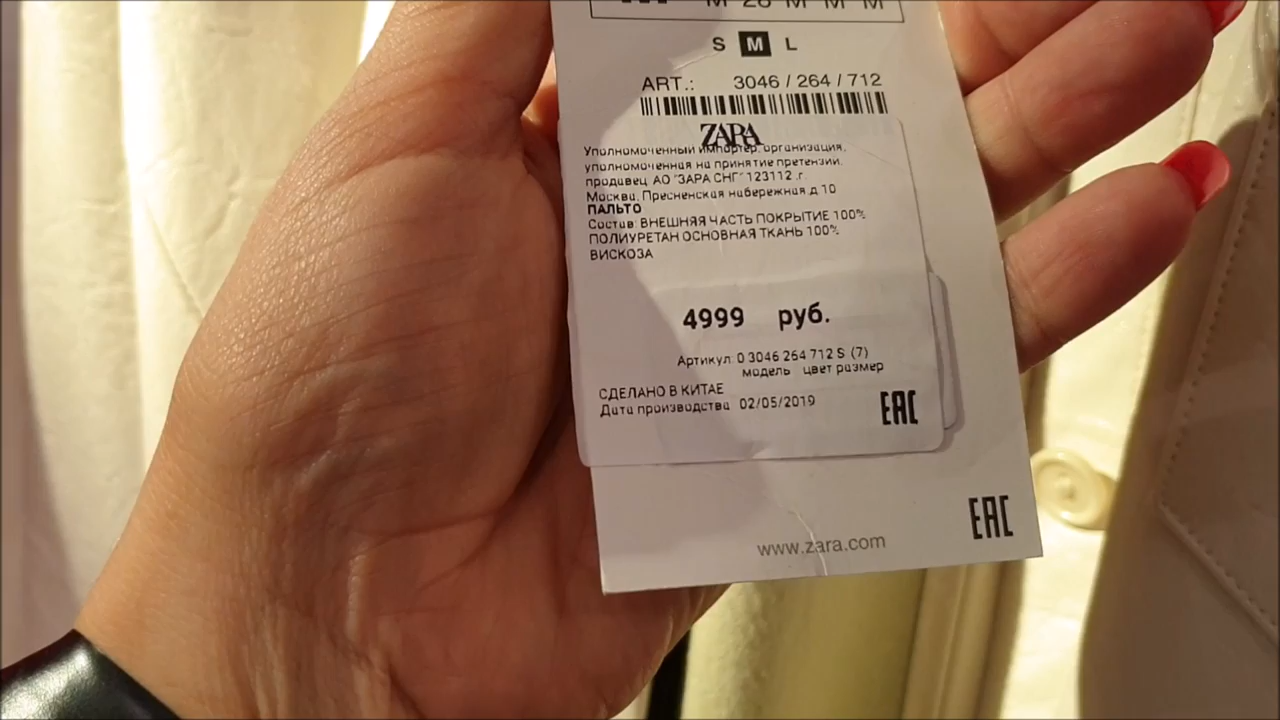 M 28 M M M
S M L
ART.: 3046 / 264 / 712
ZARA
Уполномоченный импортер, организация,
уполномоченная на принятие претензии,
продавец АО "ЗАРА СНГ" 123112 .г.
Москва, Пресненская набережная д 10
ПАЛЬТО
Состав: ВНЕШНЯЯ ЧАСТЬ ПОКРЫТИЕ 100%
ПОЛИУРЕТАН ОСНОВНАЯ ТКАНЬ 100%
ВИСКОЗА
4999 руб.
Артикул: 0 3046 264 712 S (7)
модель цвет размер
СДЕЛАНО В КИТАЕ
Дата производства 02/05/2019
EAC
EAC
www.zara.com